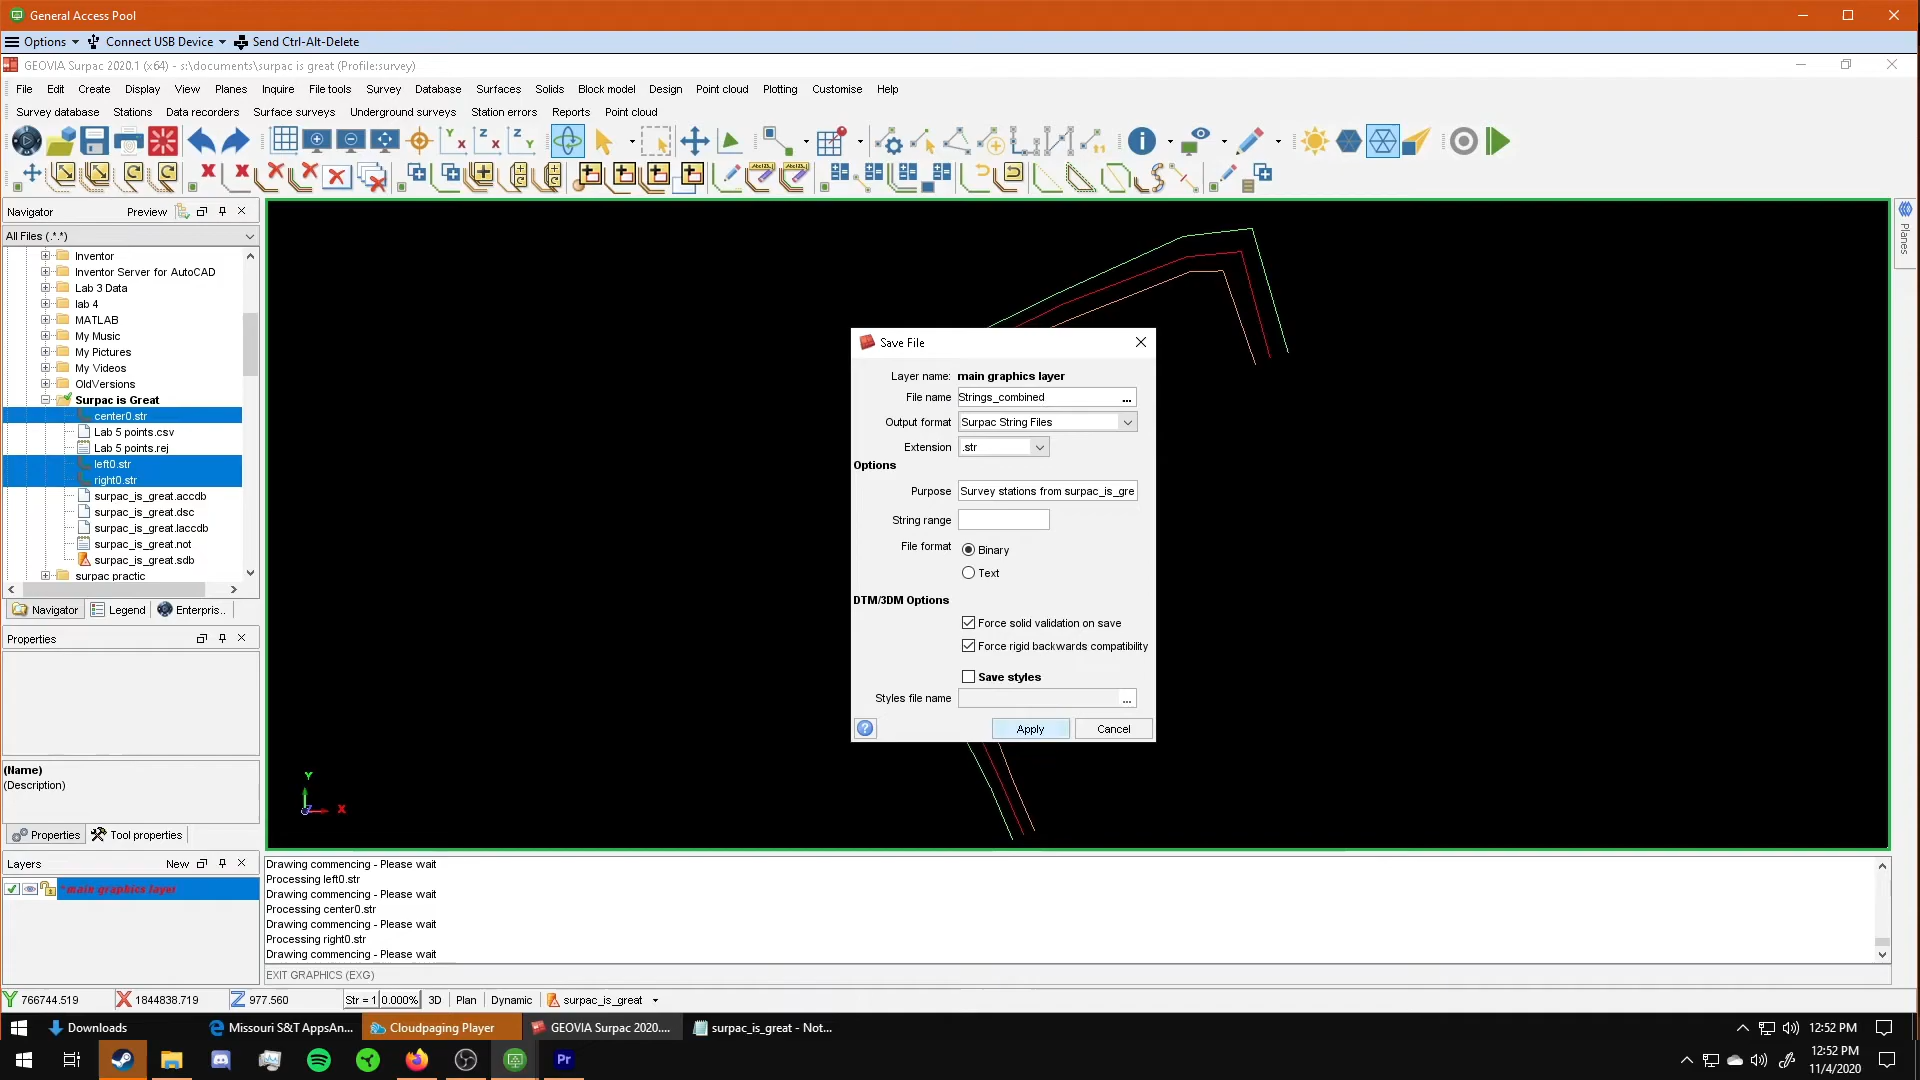 General Access Pool
Options Connect USB Device Send Ctrl-Alt-Delete
GEOVIA Surpac 2020.1 (x64) - s:\documents\surpac is great (Profile:survey)
File Edit Create Display View Planes Inquire File tools Survey Database Surfaces Solids Block model Design Point cloud Plotting Customise Help
Survey database Stations Data recorders Surface surveys Underground surveys Station errors Reports Point cloud
Navigator Preview
All Files (.*.*)
Inventor
Inventor Server for AutoCAD
Lab 3 Data
lab 4
MATLAB
My Music
My Pictures
My Videos
OldVersions
Surpac is Great
center0.str
Lab 5 points.csv
Lab 5 points.rej
left0.str
right0.str
surpac_is_great.accdb
surpac_is_great.dsc
surpac_is_great.laccdb
surpac_is_great.not
surpac_is_great.sdb
surpac practic
Navigator Legend Enterpris..
Properties
(Name)
(Description)
Properties Tool properties
Layers New
*main graphics layer
Planes
Save File
Layer name: main graphics layer
File name Strings_combined ...
Output format Surpac String Files
Extension .str
Options
Purpose Survey stations from surpac_is_gre
String range
File format Binary
Text
DTM/3DM Options
Force solid validation on save
Force rigid backwards compatibility
Save styles
Styles file name ...
Apply Cancel
Y
Z X
Drawing commencing - Please wait
Processing left0.str
Drawing commencing - Please wait
Processing center0.str
Drawing commencing - Please wait
Processing right0.str
Drawing commencing - Please wait
EXIT GRAPHICS (EXG)
Y 766744.519 X 1844838.719 Z 977.560 Str = 1 0.000% 3D Plan Dynamic surpac_is_great
Downloads Missouri S&T AppsAn... Cloudpaging Player GEOVIA Surpac 2020.... surpac_is_great - Not... 12:52 PM
Pr 12:52 PM
11/4/2020